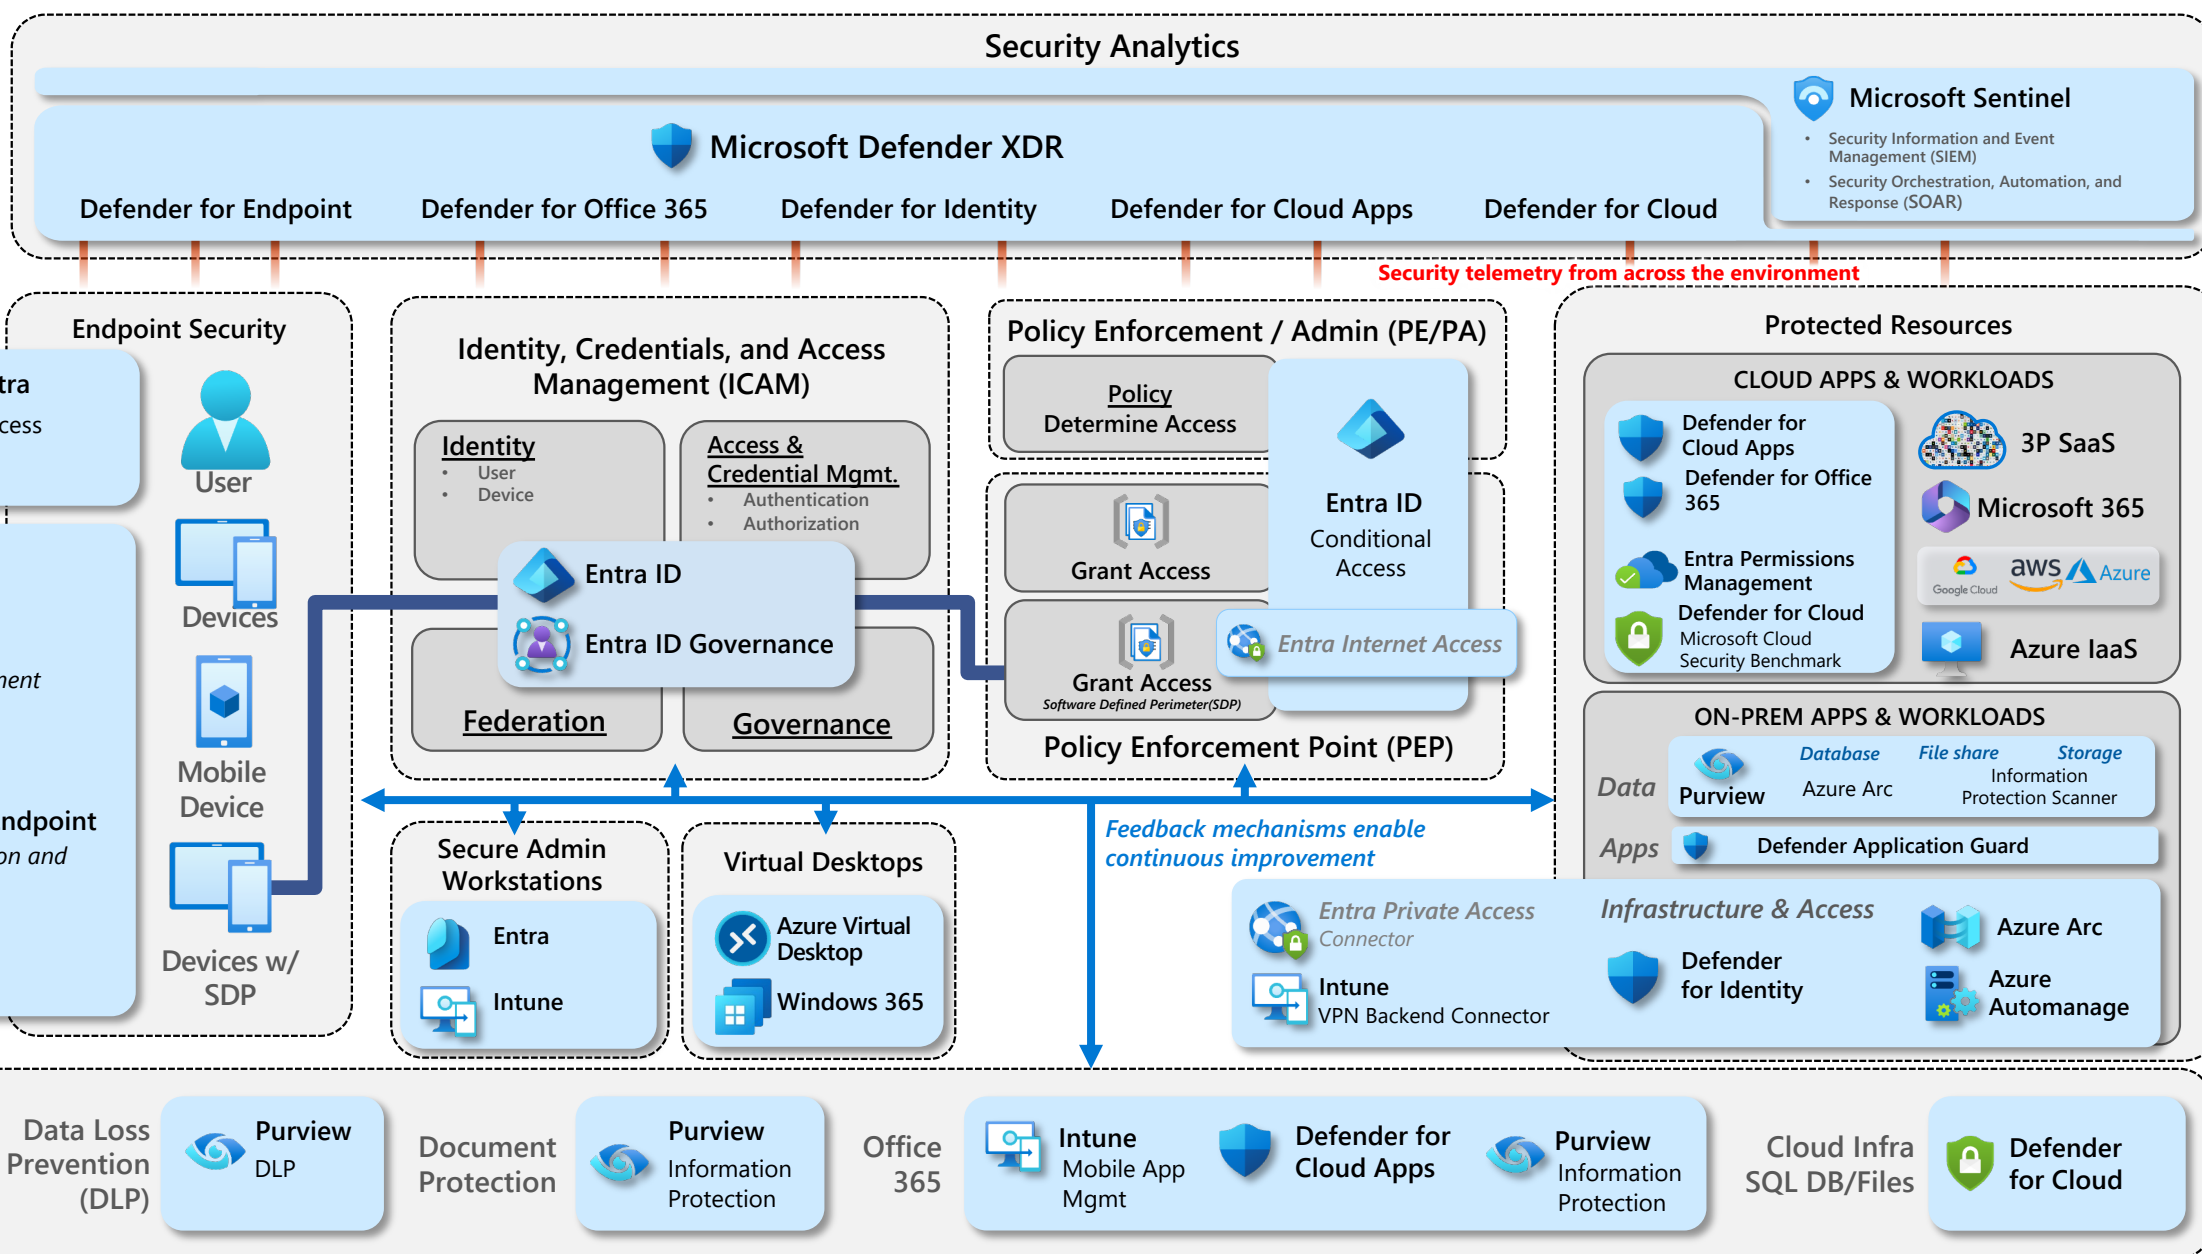 Security Analytics
Microsoft Defender XDR
Defender for Endpoint
Defender for Office 365
Defender for Identity
Defender for Cloud Apps
Defender for Cloud
Microsoft Sentinel
• Security Information and Event
Management (SIEM)
• Security Orchestration, Automation, and
Response (SOAR)
Security telemetry from across the environment
Endpoint Security
tra
cess
ment
ndpoint
on and
User
Devices
Mobile
Device
Devices w/
SDP
Identity, Credentials, and Access
Management (ICAM)
Identity
• User
• Device
Access &
Credential Mgmt.
• Authentication
• Authorization
Entra ID
Entra ID Governance
Federation
Governance
Policy Enforcement / Admin (PE/PA)
Policy
Determine Access
Grant Access
Grant Access
Software Defined Perimeter(SDP)
Entra ID
Conditional
Access
Entra Internet Access
Policy Enforcement Point (PEP)
Protected Resources
CLOUD APPS & WORKLOADS
Defender for
Cloud Apps
Defender for Office
365
Entra Permissions
Management
Defender for Cloud
Microsoft Cloud
Security Benchmark
3P SaaS
Microsoft 365
Google Cloud
aws
Azure
Azure IaaS
ON-PREM APPS & WORKLOADS
Data
Purview
Database
File share
Storage
Azure Arc
Information
Protection Scanner
Apps
Defender Application Guard
Entra Private Access
Connector
Intune
VPN Backend Connector
Infrastructure & Access
Defender
for Identity
Azure Arc
Azure
Automanage
Feedback mechanisms enable
continuous improvement
Secure Admin
Workstations
Entra
Intune
Virtual Desktops
Azure Virtual
Desktop
Windows 365
Data Loss
Prevention
(DLP)
Purview
DLP
Document
Protection
Purview
Information
Protection
Office
365
Intune
Mobile App
Mgmt
Defender for
Cloud Apps
Purview
Information
Protection
Cloud Infra
SQL DB/Files
Defender
for Cloud